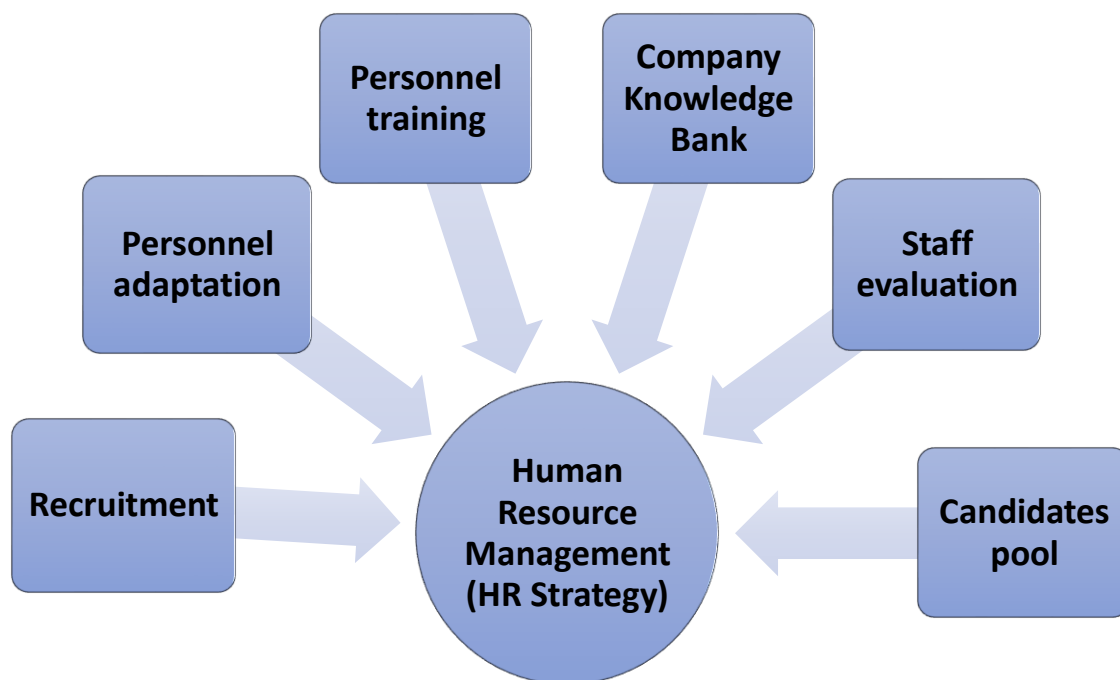 Personnel
training
Company
Knowledge
Bank
Personnel
adaptation
Staff
evaluation
Recruitment
Human
Resource
Management
(HR Strategy)
Candidates
pool